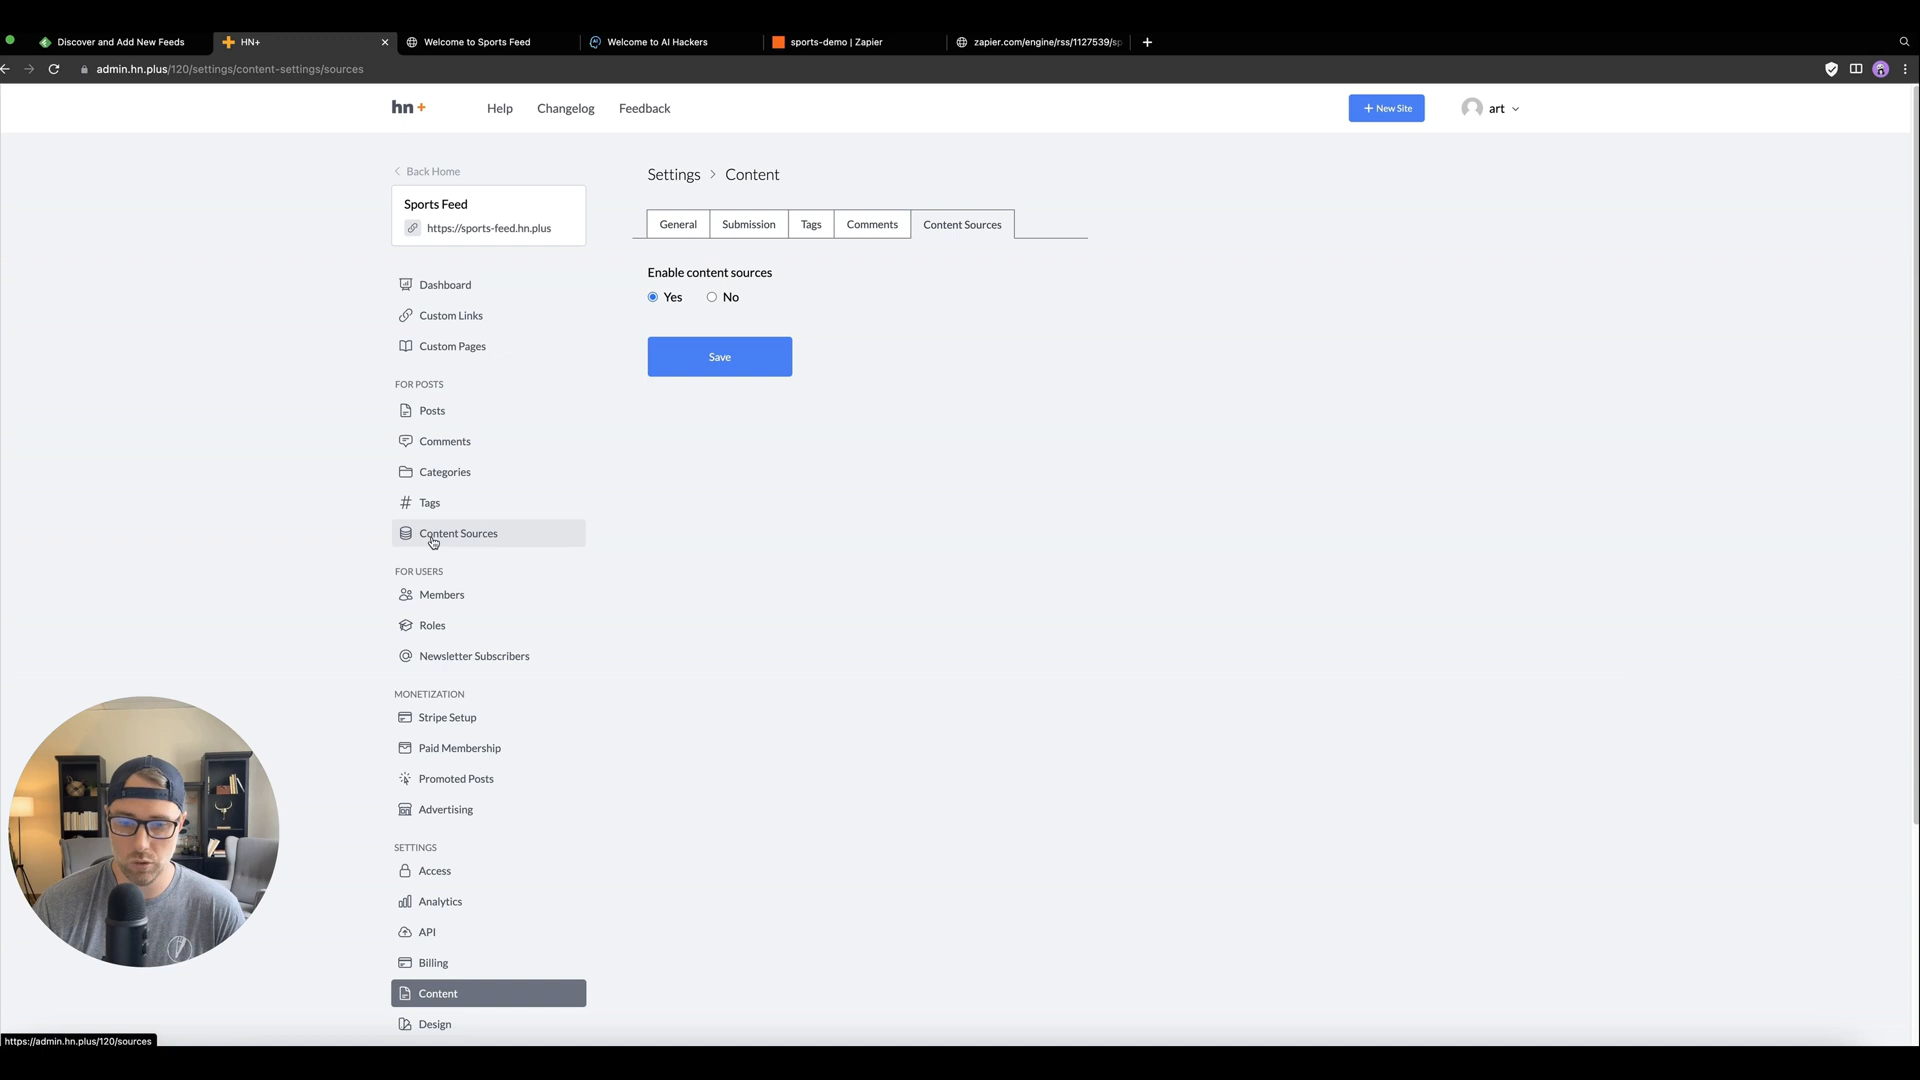 Discover and Add New Feeds
HN+
Welcome to Sports Feed
Welcome to AI Hackers
sports-demo | Zapier
zapier.com/engine/rss/1127539/sp
admin.hn.plus/120/settings/content-settings/sources
hn +
Help
Changelog
Feedback
+ New Site
art
Back Home
Sports Feed
https://sports-feed.hn.plus
Dashboard
Custom Links
Custom Pages
FOR POSTS
Posts
Comments
Categories
Tags
Content Sources
FOR USERS
Members
Roles
Newsletter Subscribers
MONETIZATION
Stripe Setup
Paid Membership
Promoted Posts
Advertising
SETTINGS
Access
Analytics
API
Billing
Content
Design
Settings > Content
General
Submission
Tags
Comments
Content Sources
Enable content sources
Yes
No
Save
https://admin.hn.plus/120/sources